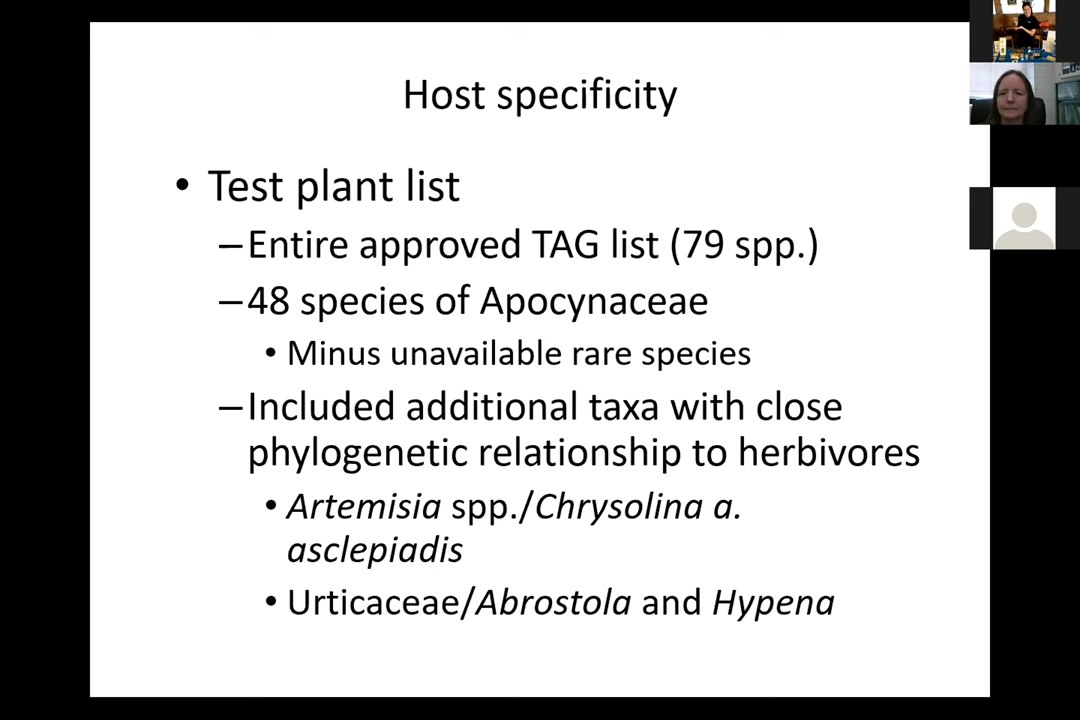 Host specificity
• Test plant list
–Entire approved TAG list (79 spp.)
–48 species of Apocynaceae
• Minus unavailable rare species
–Included additional taxa with close
phylogenetic relationship to herbivores
• Artemisia spp./Chrysolina a.
asclepiadis
• Urticaceae/Abrostola and Hypena